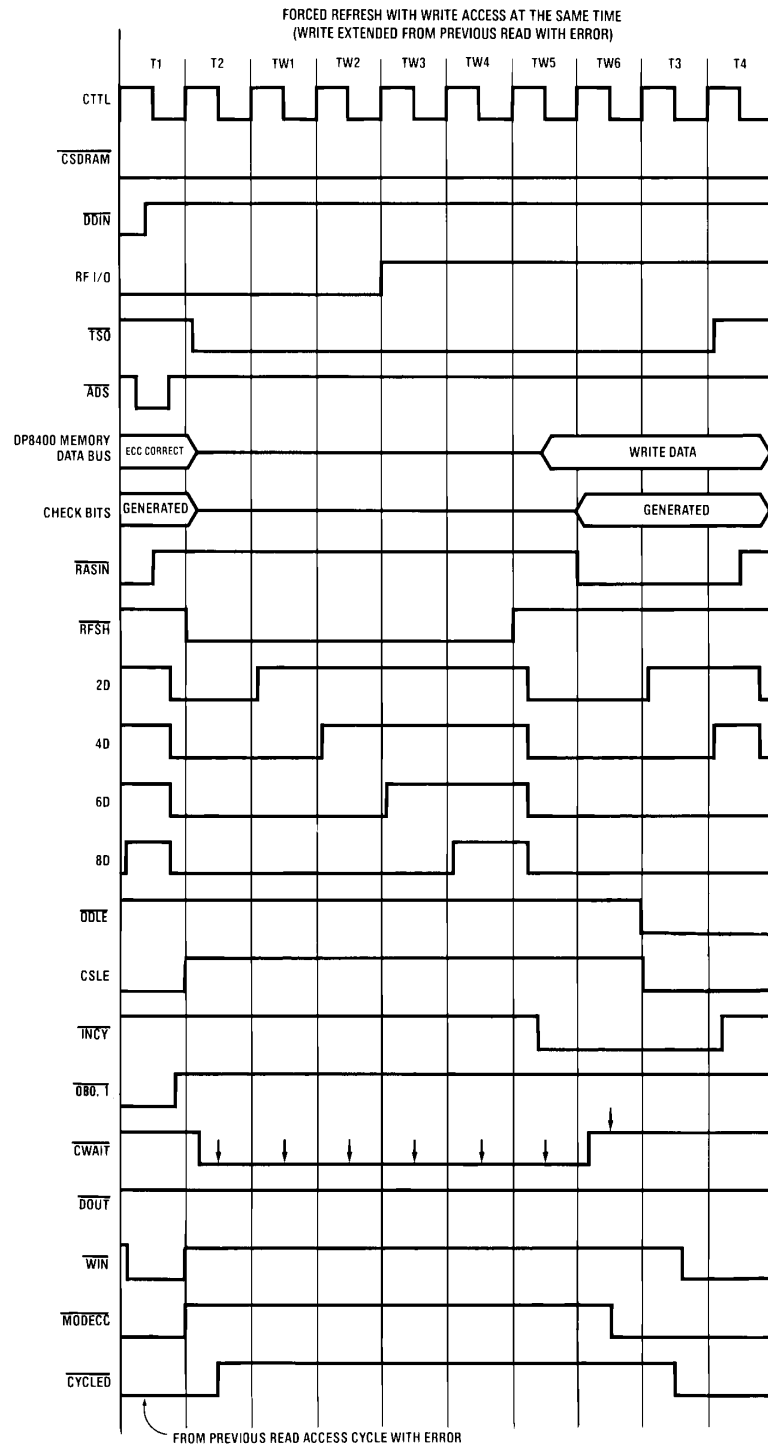 FORCED REFRESH WITH WRITE ACCESS AT THE SAME TIME
(WRITE EXTENDED FROM PREVIOUS READ WITH ERROR)
T1 T2 TW1 TW2 TW3 TW4 TW5 TW6 T3 T4
CTTL
CSDRAM
DDIN
RF I/O
TSO
ADS
DP8400 MEMORY
DATA BUS
ECC CORRECT
WRITE DATA
CHECK BITS
GENERATED
GENERATED
RASIN
RFSH
2D
4D
6D
8D
ODLE
CSLE
INCY
OB0, 1
CWAIT
DOUT
WIN
MODECC
CYCLED
FROM PREVIOUS READ ACCESS CYCLE WITH ERROR